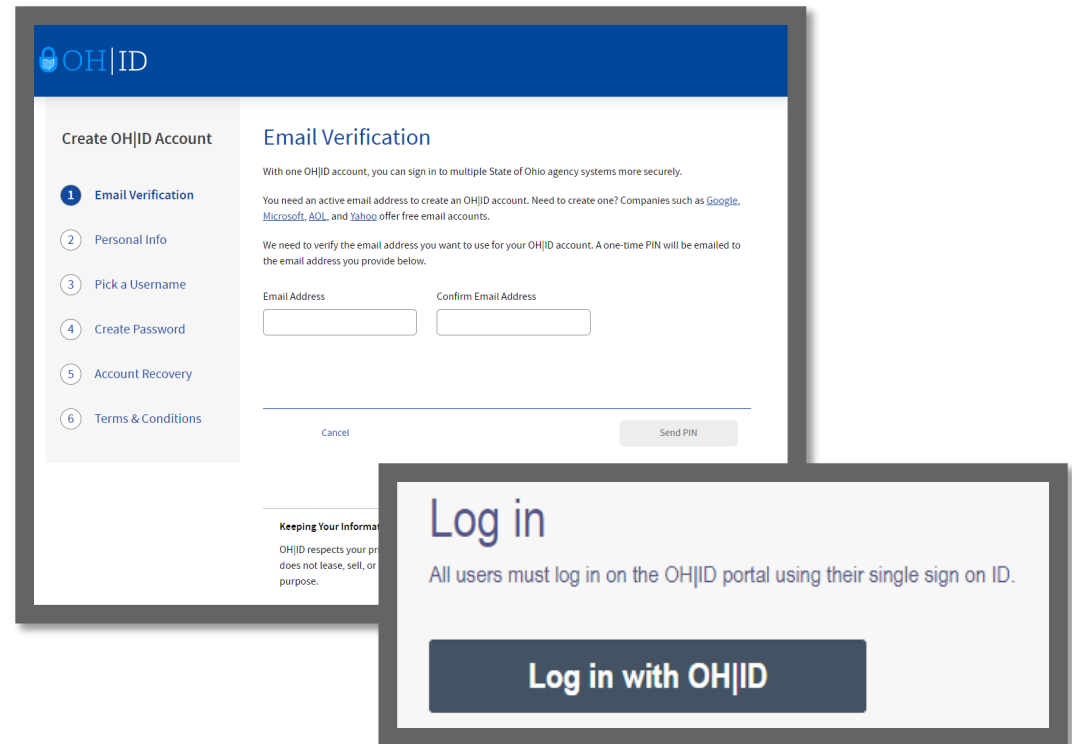 OH|ID
Create OH|ID Account
1 Email Verification
2 Personal Info
3 Pick a Username
4 Create Password
5 Account Recovery
6 Terms & Conditions
Email Verification
With one OH|ID account, you can sign in to multiple State of Ohio agency systems more securely.
You need an active email address to create an OH|ID account. Need to create one? Companies such as Google,
Microsoft, AOL, and Yahoo offer free email accounts.
We need to verify the email address you want to use for your OH|ID account. A one-time PIN will be emailed to
the email address you provide below.
Email Address Confirm Email Address
Cancel Send PIN
Keeping Your
OH|ID respects your
does not lease, sell, or
purpose.
Log in
All users must log in on the OH|ID portal using their single sign on ID.
Log in with OH|ID